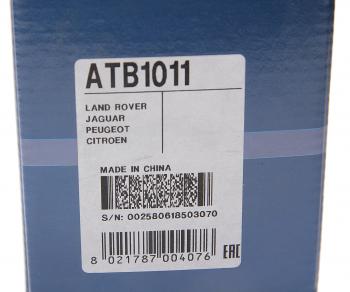 ATB1011
LAND ROVER
JAGUAR
PEUGEOT
CITROEN
MADE IN CHINA
S/N: 002580618503070
8 021787 004076
EAC